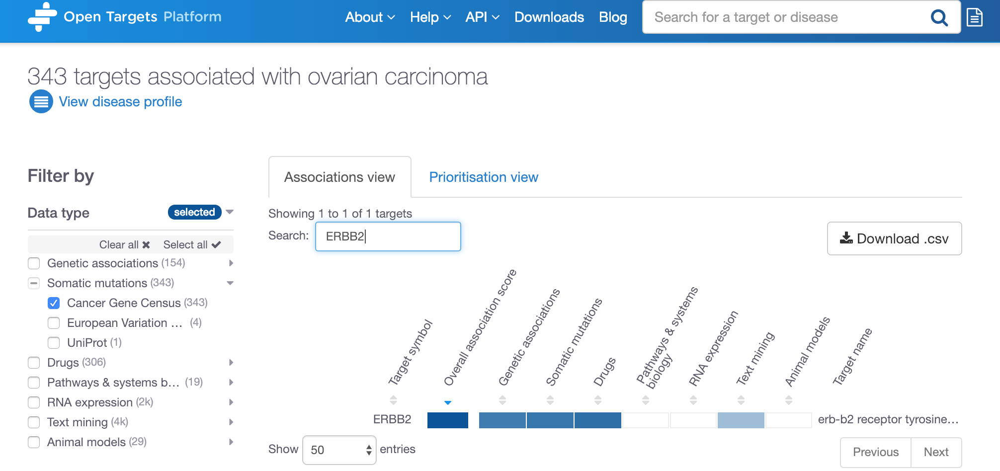 Open Targets Platform
About Help API Downloads Blog Search for a target or disease
343 targets associated with ovarian carcinoma
View disease profile
Filter by
Associations view Prioritisation view
Data type selected
Clear all Select all
Genetic associations (154)
Somatic mutations (343)
Cancer Gene Census (343)
European Variation ... (4)
UniProt (1)
Drugs (306)
Pathways & systems b... (19)
RNA expression (2k)
Text mining (4k)
Animal models (29)
Showing 1 to 1 of 1 targets
Search: ERBB2
Download .csv
Target symbol
Overall association score
Genetic associations
Somatic mutations
Drugs
Pathways & systems
biology
RNA expression
Text mining
Animal models
Target name
ERBB2 erb-b2 receptor tyrosine...
Show 50 entries
Previous Next